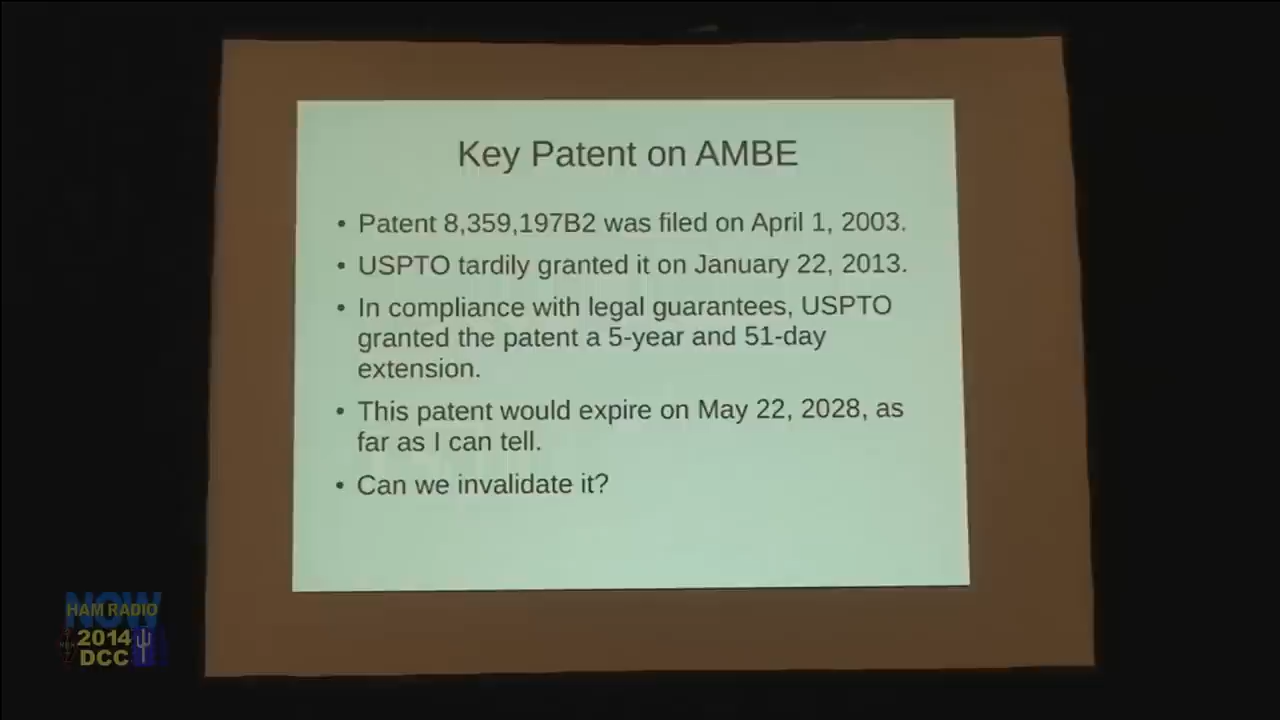 Key Patent on AMBE
• Patent 8,359,197B2 was filed on April 1, 2003.
• USPTO tardily granted it on January 22, 2013.
• In compliance with legal guarantees, USPTO
granted the patent a 5-year and 51-day
extension.
• This patent would expire on May 22, 2028, as
far as I can tell.
• Can we invalidate it?
NOW
HAM RADIO
2014
DCC